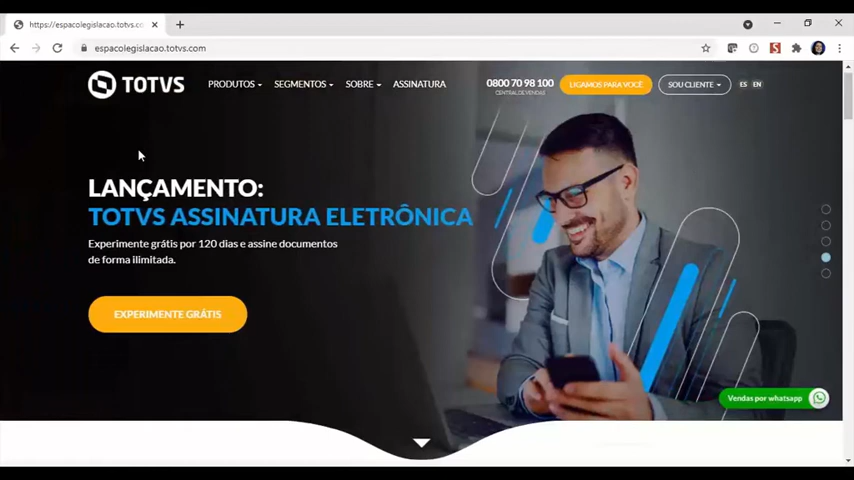 https://espacolegislacao.totvs.co
espacolegislacao.totvs.com
TOTVS
PRODUTOS
SEGMENTOS
SOBRE
ASSINATURA
0800 70 98 100
CENTRAL DE VENDAS
LIGAMOS PARA VOCÊ
SOU CLIENTE
ES
EN
LANÇAMENTO:
TOTVS ASSINATURA ELETRÔNICA
Experimente grátis por 120 dias e assine documentos
de forma ilimitada.
EXPERIMENTE GRÁTIS
Vendas por whatsapp